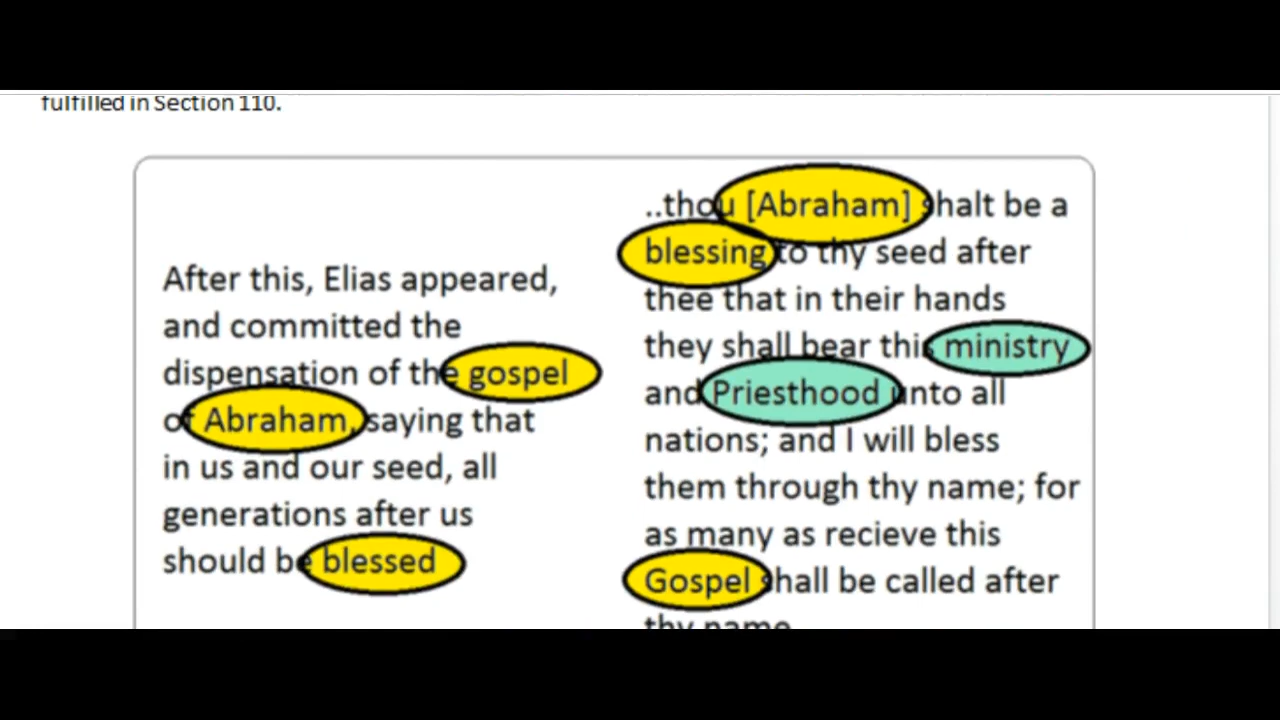 fulfilled in Section 110.
After this, Elias appeared,
and committed the
dispensation of the gospel
of Abraham, saying that
in us and our seed, all
generations after us
should be blessed
..thou [Abraham] shalt be a
blessing to thy seed after
thee that in their hands
they shall bear this ministry
and Priesthood unto all
nations; and I will bless
them through thy name; for
as many as recieve this
Gospel shall be called after
thy name